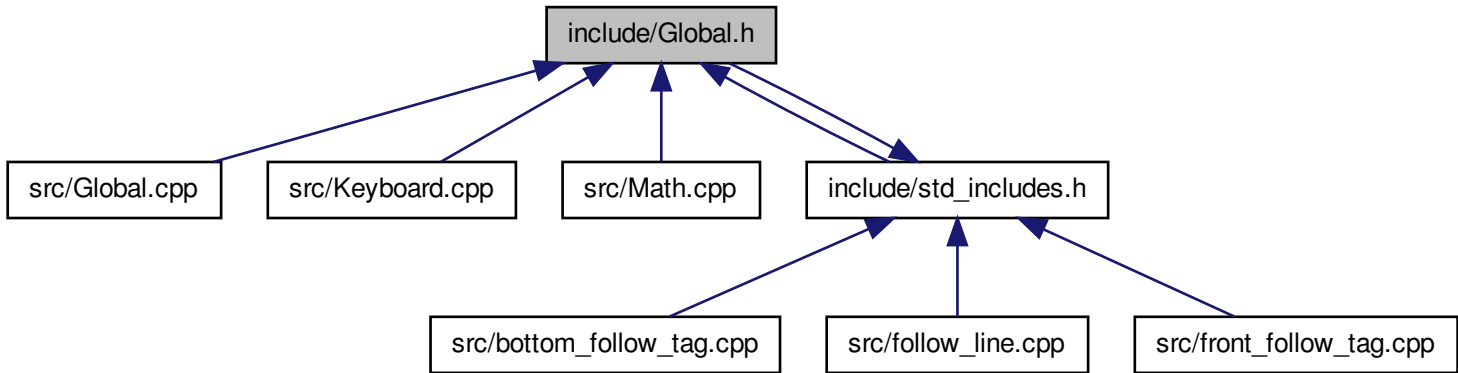 include/Global.h
src/Global.cpp
src/Keyboard.cpp
src/Math.cpp
include/std_includes.h
src/bottom_follow_tag.cpp
src/follow_line.cpp
src/front_follow_tag.cpp